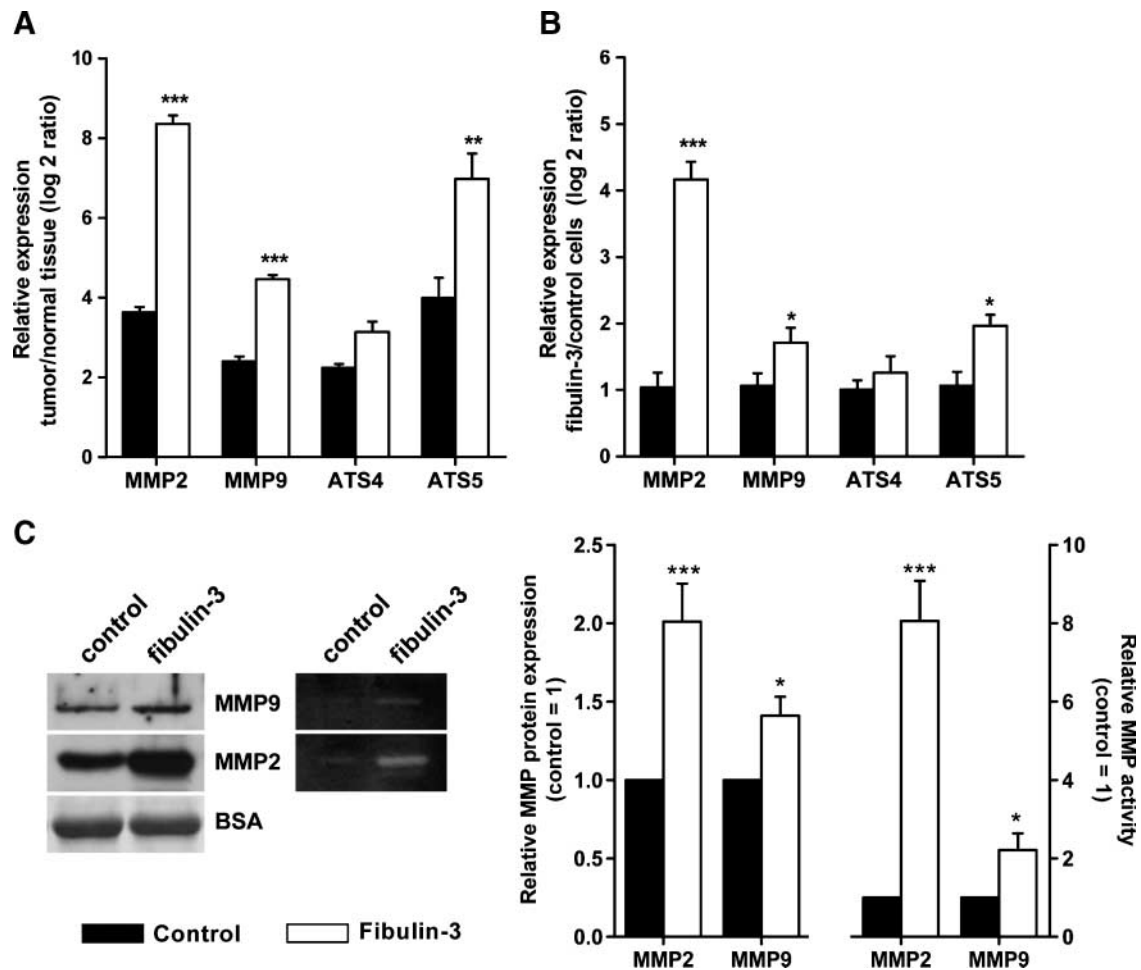 A
Relative expression
tumor/normal tissue (log 2 ratio)
10
8
6
4
2
0
***
***
**
MMP2 MMP9 ATS4 ATS5
B
Relative expression
fibulin-3/control cells (log 2 ratio)
6
5
4
3
2
1
0
***
*
*
MMP2 MMP9 ATS4 ATS5
C
control fibulin-3
control fibulin-3
MMP9
MMP2
BSA
Relative MMP protein expression
(control = 1)
2.5
2.0
1.5
1.0
0.5
0.0
***
*
***
*
MMP2 MMP9 MMP2 MMP9
10
8
6
4
2
0
Relative MMP activity
(control = 1)
Control Fibulin-3